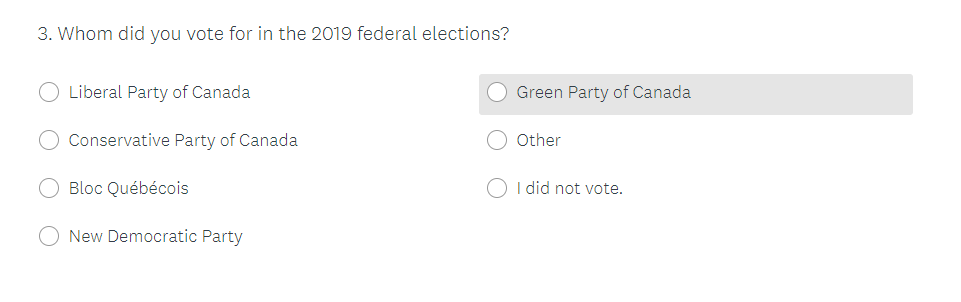 3. Whom did you vote for in the 2019 federal elections?
Liberal Party of Canada
Conservative Party of Canada
Bloc Québécois
New Democratic Party
Green Party of Canada
Other
I did not vote.